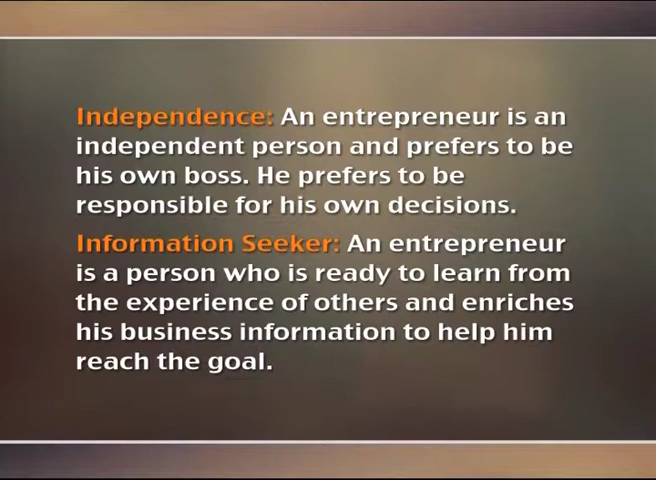 Independence: An entrepreneur is an
independent person and prefers to be
his own boss. He prefers to be
responsible for his own decisions.
Information Seeker: An entrepreneur
is a person who is ready to learn from
the experience of others and enriches
his business information to help him
reach the goal.